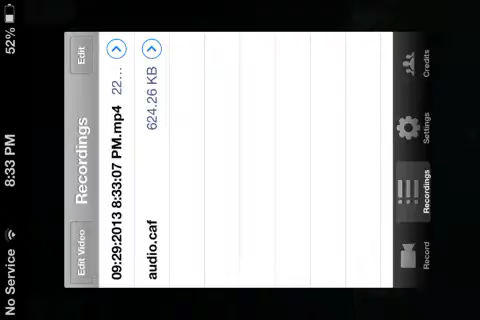 No Service 8:33 PM 52%
Edit Video Recordings Edit
09:29:2013 8:33:07 PM.mp4 22...
audio.caf 624.26 KB
Record Recordings Settings Credits